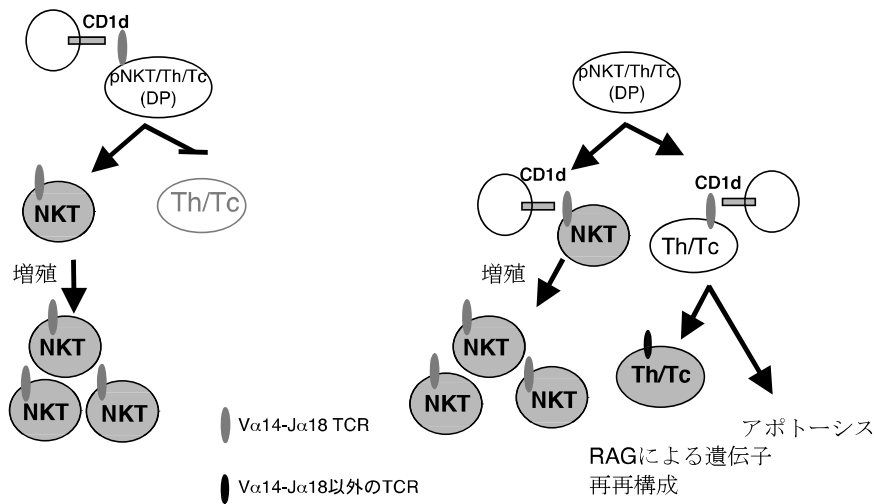 CD1d
pNKT/Th/Tc
(DP)
NKT
Th/Tc
増殖
NKT
NKT
NKT
Vα14-Jα18 TCR
Vα14-Jα18以外のTCR
pNKT/Th/Tc
(DP)
CD1d
NKT
CD1d
Th/Tc
増殖
NKT
NKT
NKT
Th/Tc
アポトーシス
RAGによる遺伝子
再再構成